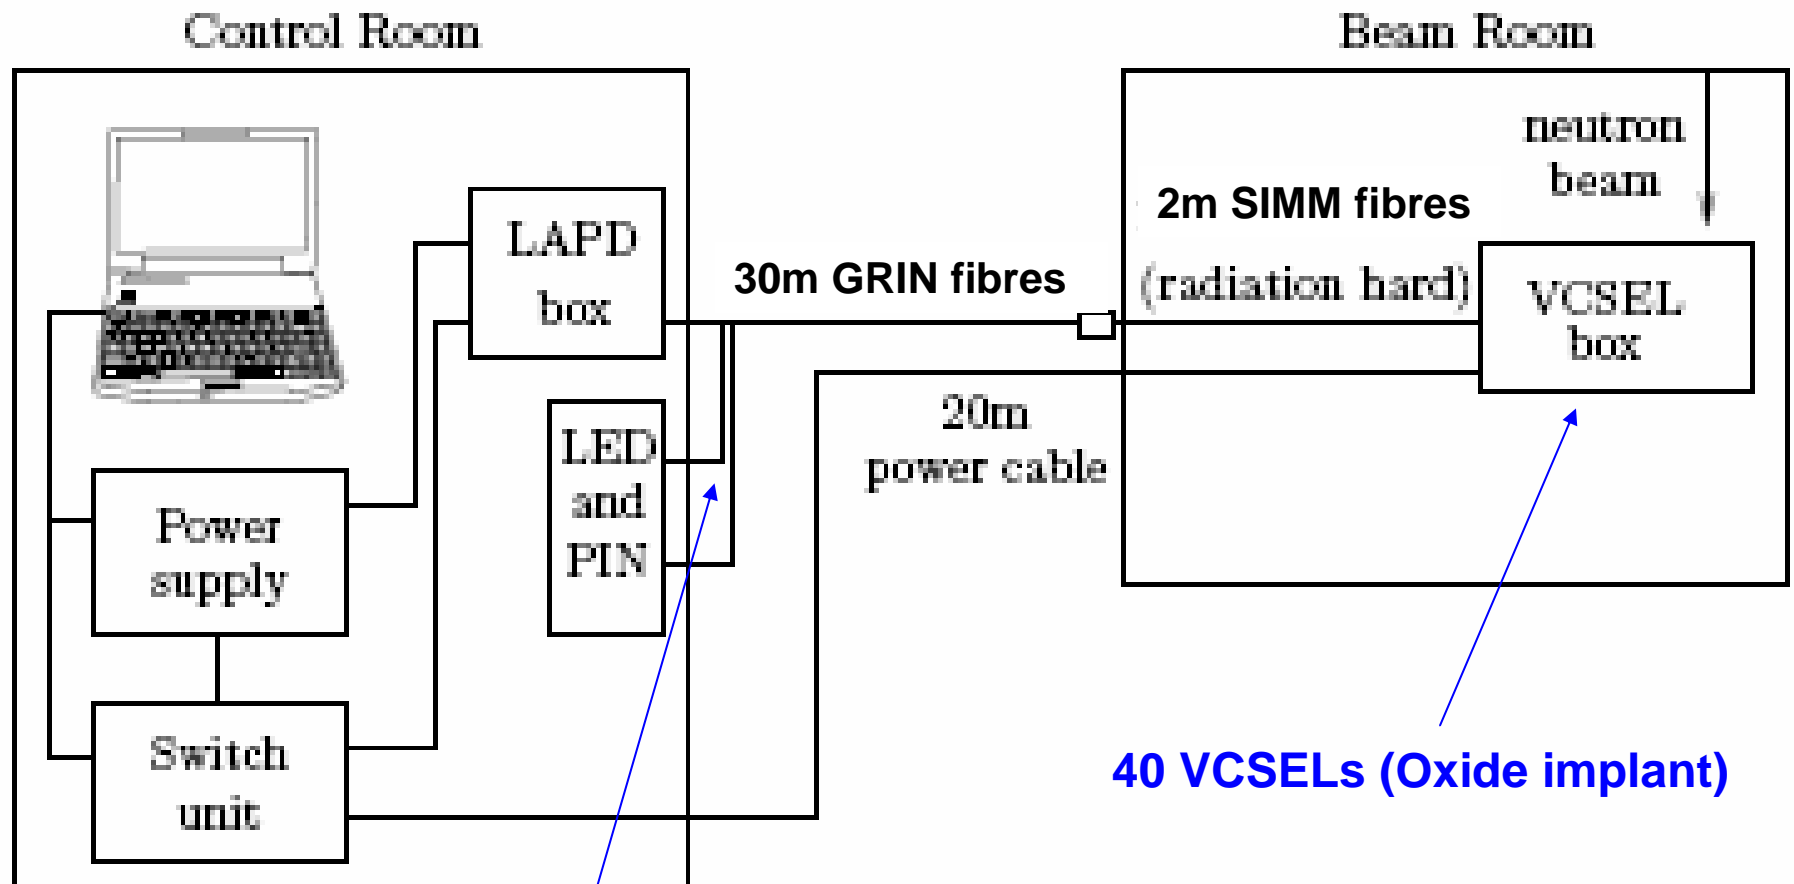 Control Room
Beam Room
neutron
beam
2m SIMM fibres
LAPD
box
30m GRIN fibres
(radiation hard)
VCSEL
box
20m
power cable
LED
and
PIN
Power
supply
Switch
unit
40 VCSELs (Oxide implant)